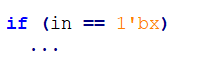 if (in == 1'bx)
...